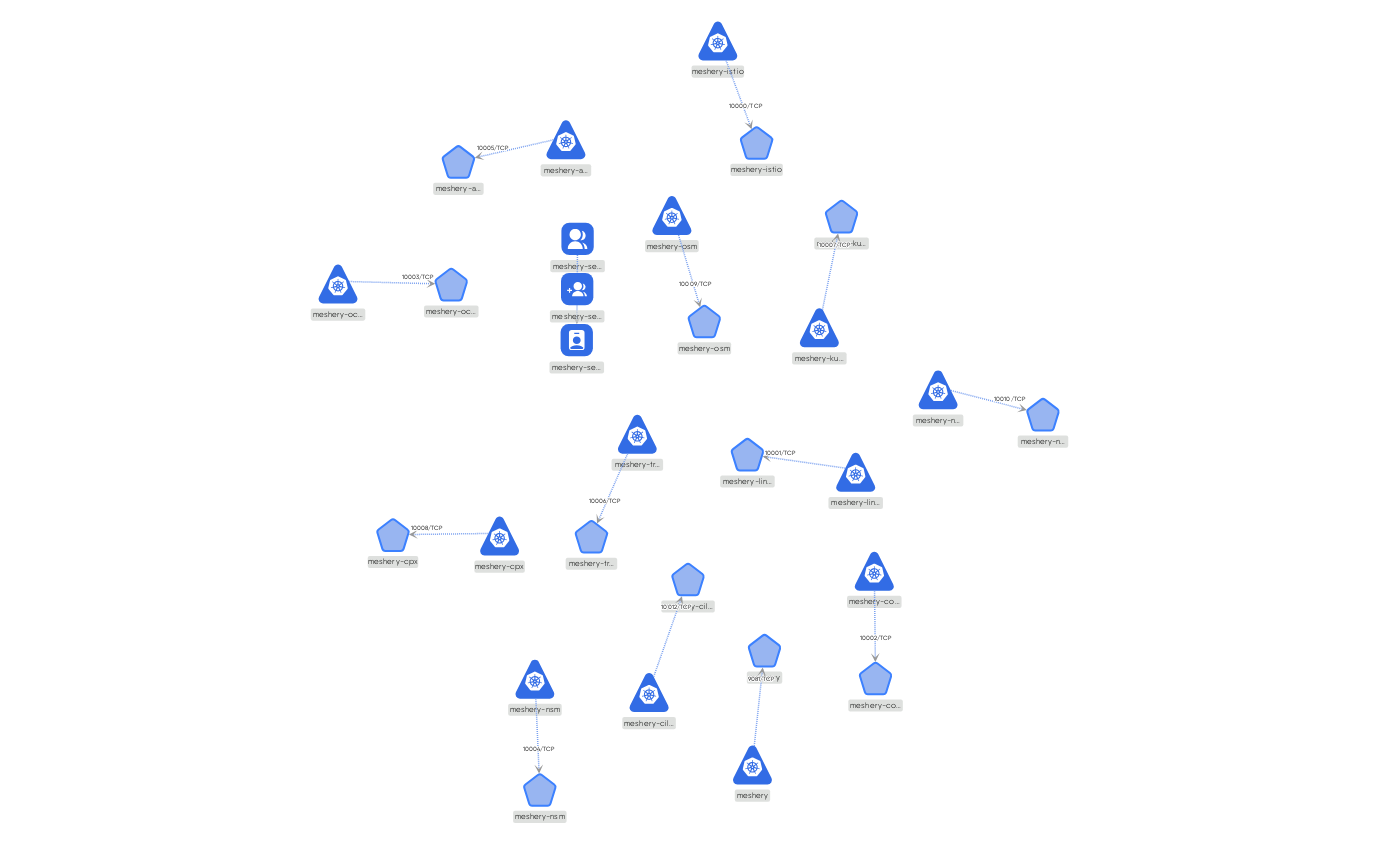 meshery-istio
10000/TCP
meshery-istio
10005/TCP
meshery-a...
meshery-a...
meshery-osm
10009/TCP
meshery-osm
10007/TCP
ku...
meshery-ku...
meshery-se...
meshery-se...
meshery-se...
10003/TCP
meshery-oc...
meshery-oc...
10010/TCP
meshery-n...
meshery-n...
meshery-tr...
10006/TCP
meshery-tr...
10001/TCP
meshery-lin...
meshery-lin...
10008/TCP
meshery-cpx
meshery-cpx
10012/TCP
y-cil...
meshery-cil...
meshery-co...
10002/TCP
meshery-co...
9081/TCP
y
meshery
meshery-nsm
10004/TCP
meshery-nsm